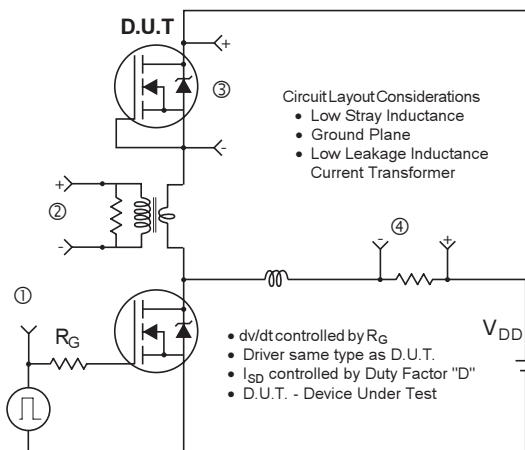 D.U.T
+
③
-
Circuit Layout Considerations
• Low Stray Inductance
• Ground Plane
• Low Leakage Inductance
Current Transformer
+
②
-
④
- +
①
RG
VDD
• dv/dt controlled by RG
• Driver same type as D.U.T.
• ISD controlled by Duty Factor "D"
• D.U.T. - Device Under Test